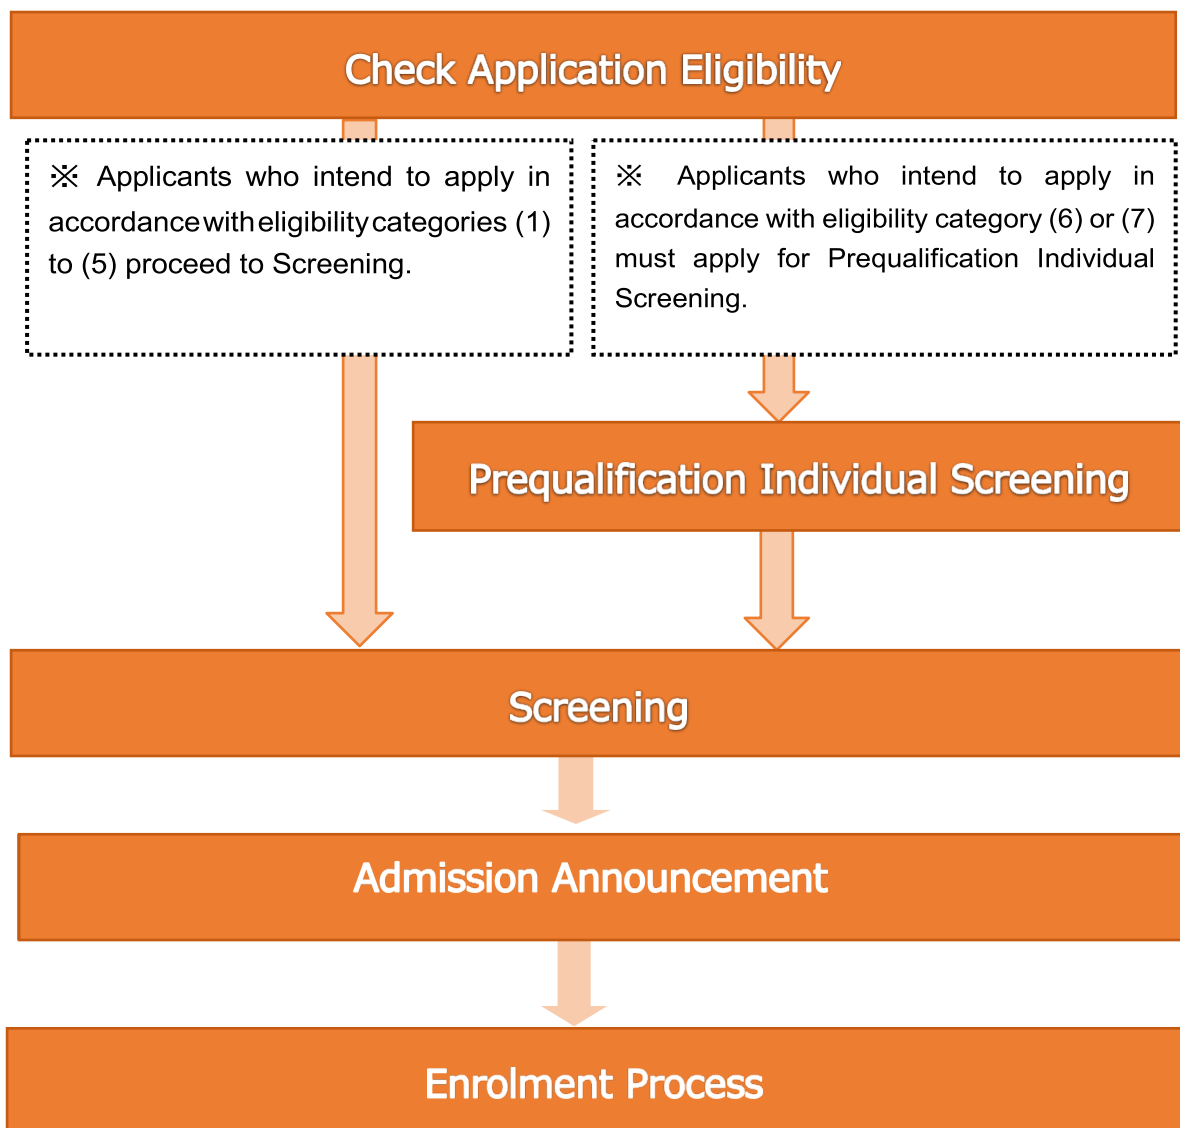 Check Application Eligibility
※ Applicants who intend to apply in
accordance with eligibility categories (1)
to (5) proceed to Screening.
※ Applicants who intend to apply in
accordance with eligibility category (6) or (7)
must apply for Prequalification Individual
Screening.
Prequalification Individual Screening
Screening
Admission Announcement
Enrolment Process